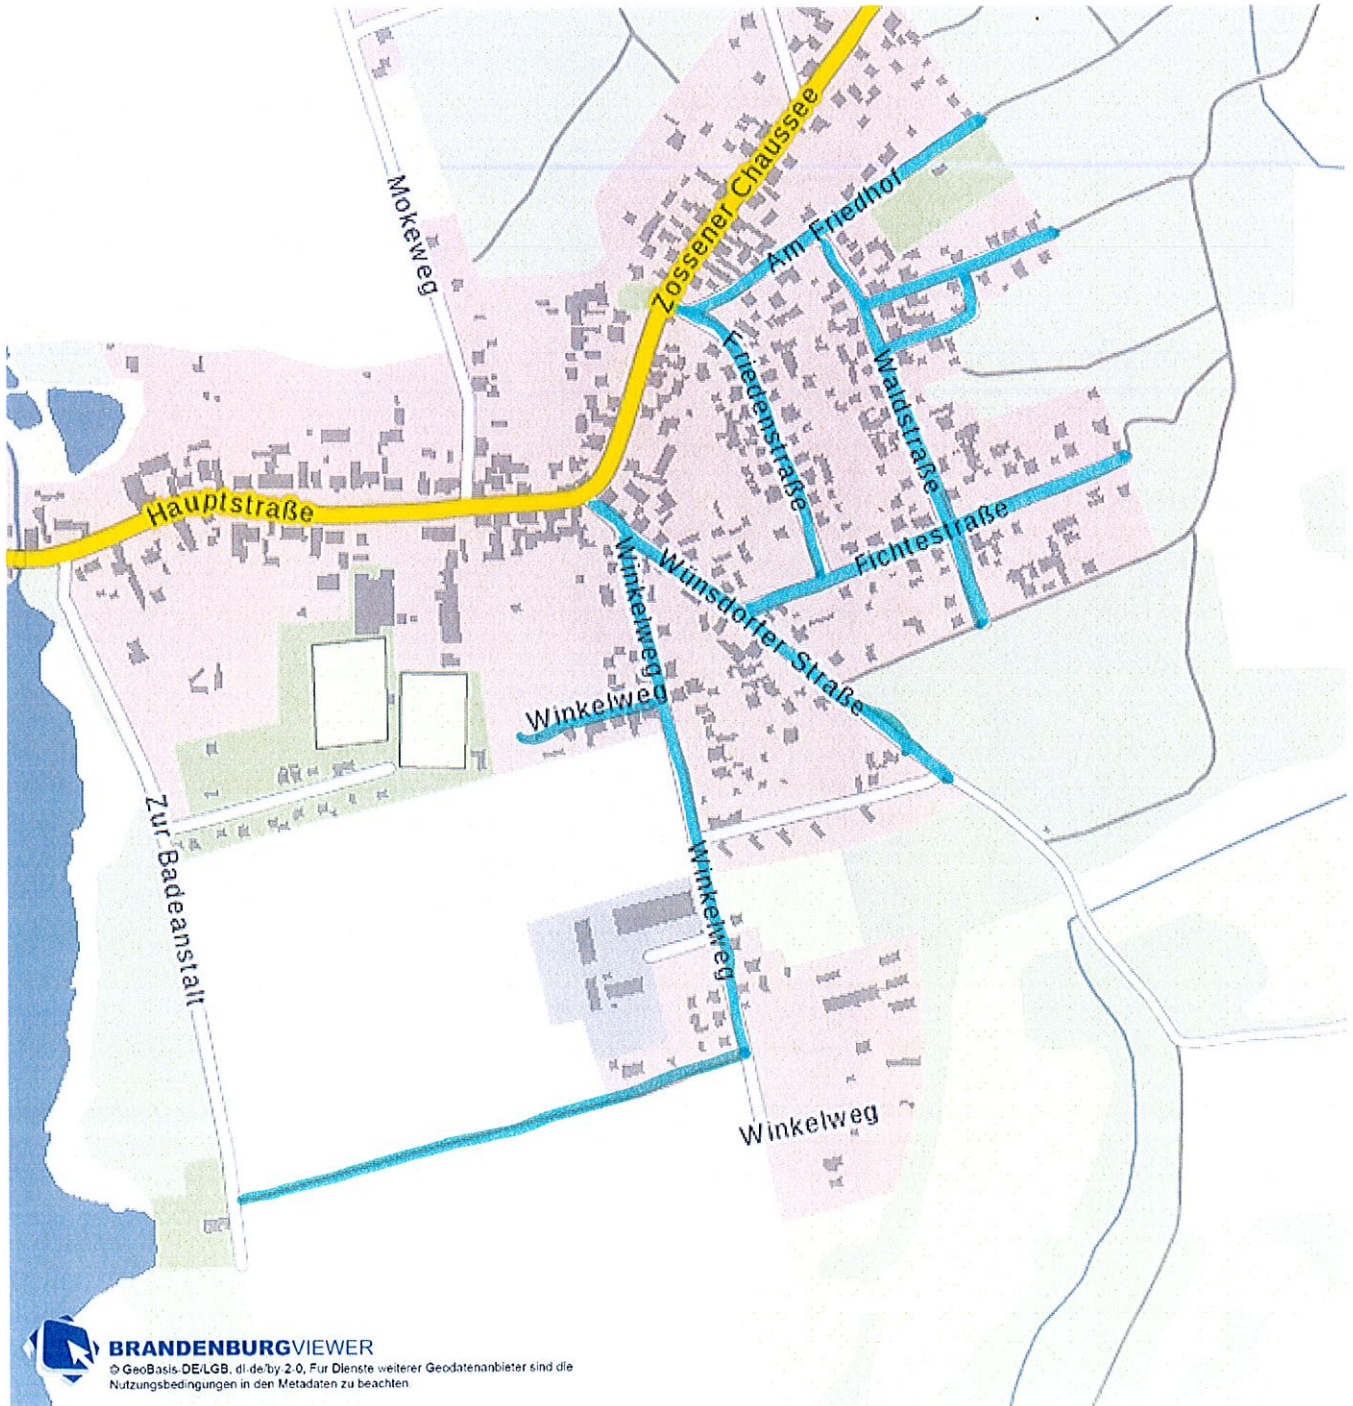 Mokeweg
Zossener Chaussee
Am Friedhof
Friedenstraße
Waldstraße
Hauptstraße
Fichtestraße
Winkelweg
Wünsdorfer Straße
Winkelweg
Zur Badeanstalt
Winkelweg
Winkelweg
BRANDENBURGVIEWER
© GeoBasis-DE/LGB, dl-de/by-2-0, Für Dienste weiterer Geodatenanbieter sind die
Nutzungsbedingungen in den Metadaten zu beachten.